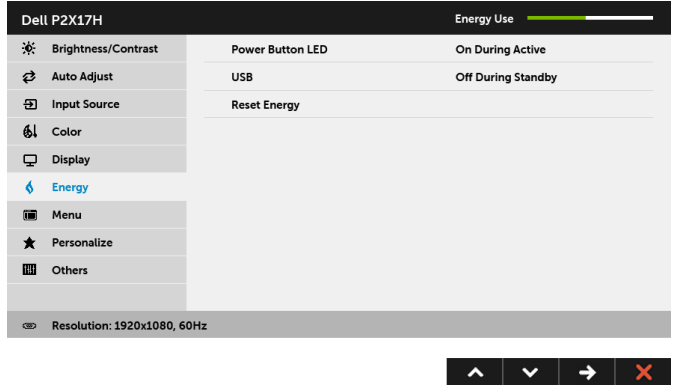 Dell P2X17H
Energy Use
Brightness/Contrast
Power Button LED
On During Active
Auto Adjust
USB
Off During Standby
Input Source
Reset Energy
Color
Display
Energy
Menu
Personalize
Others
Resolution: 1920x1080, 60Hz